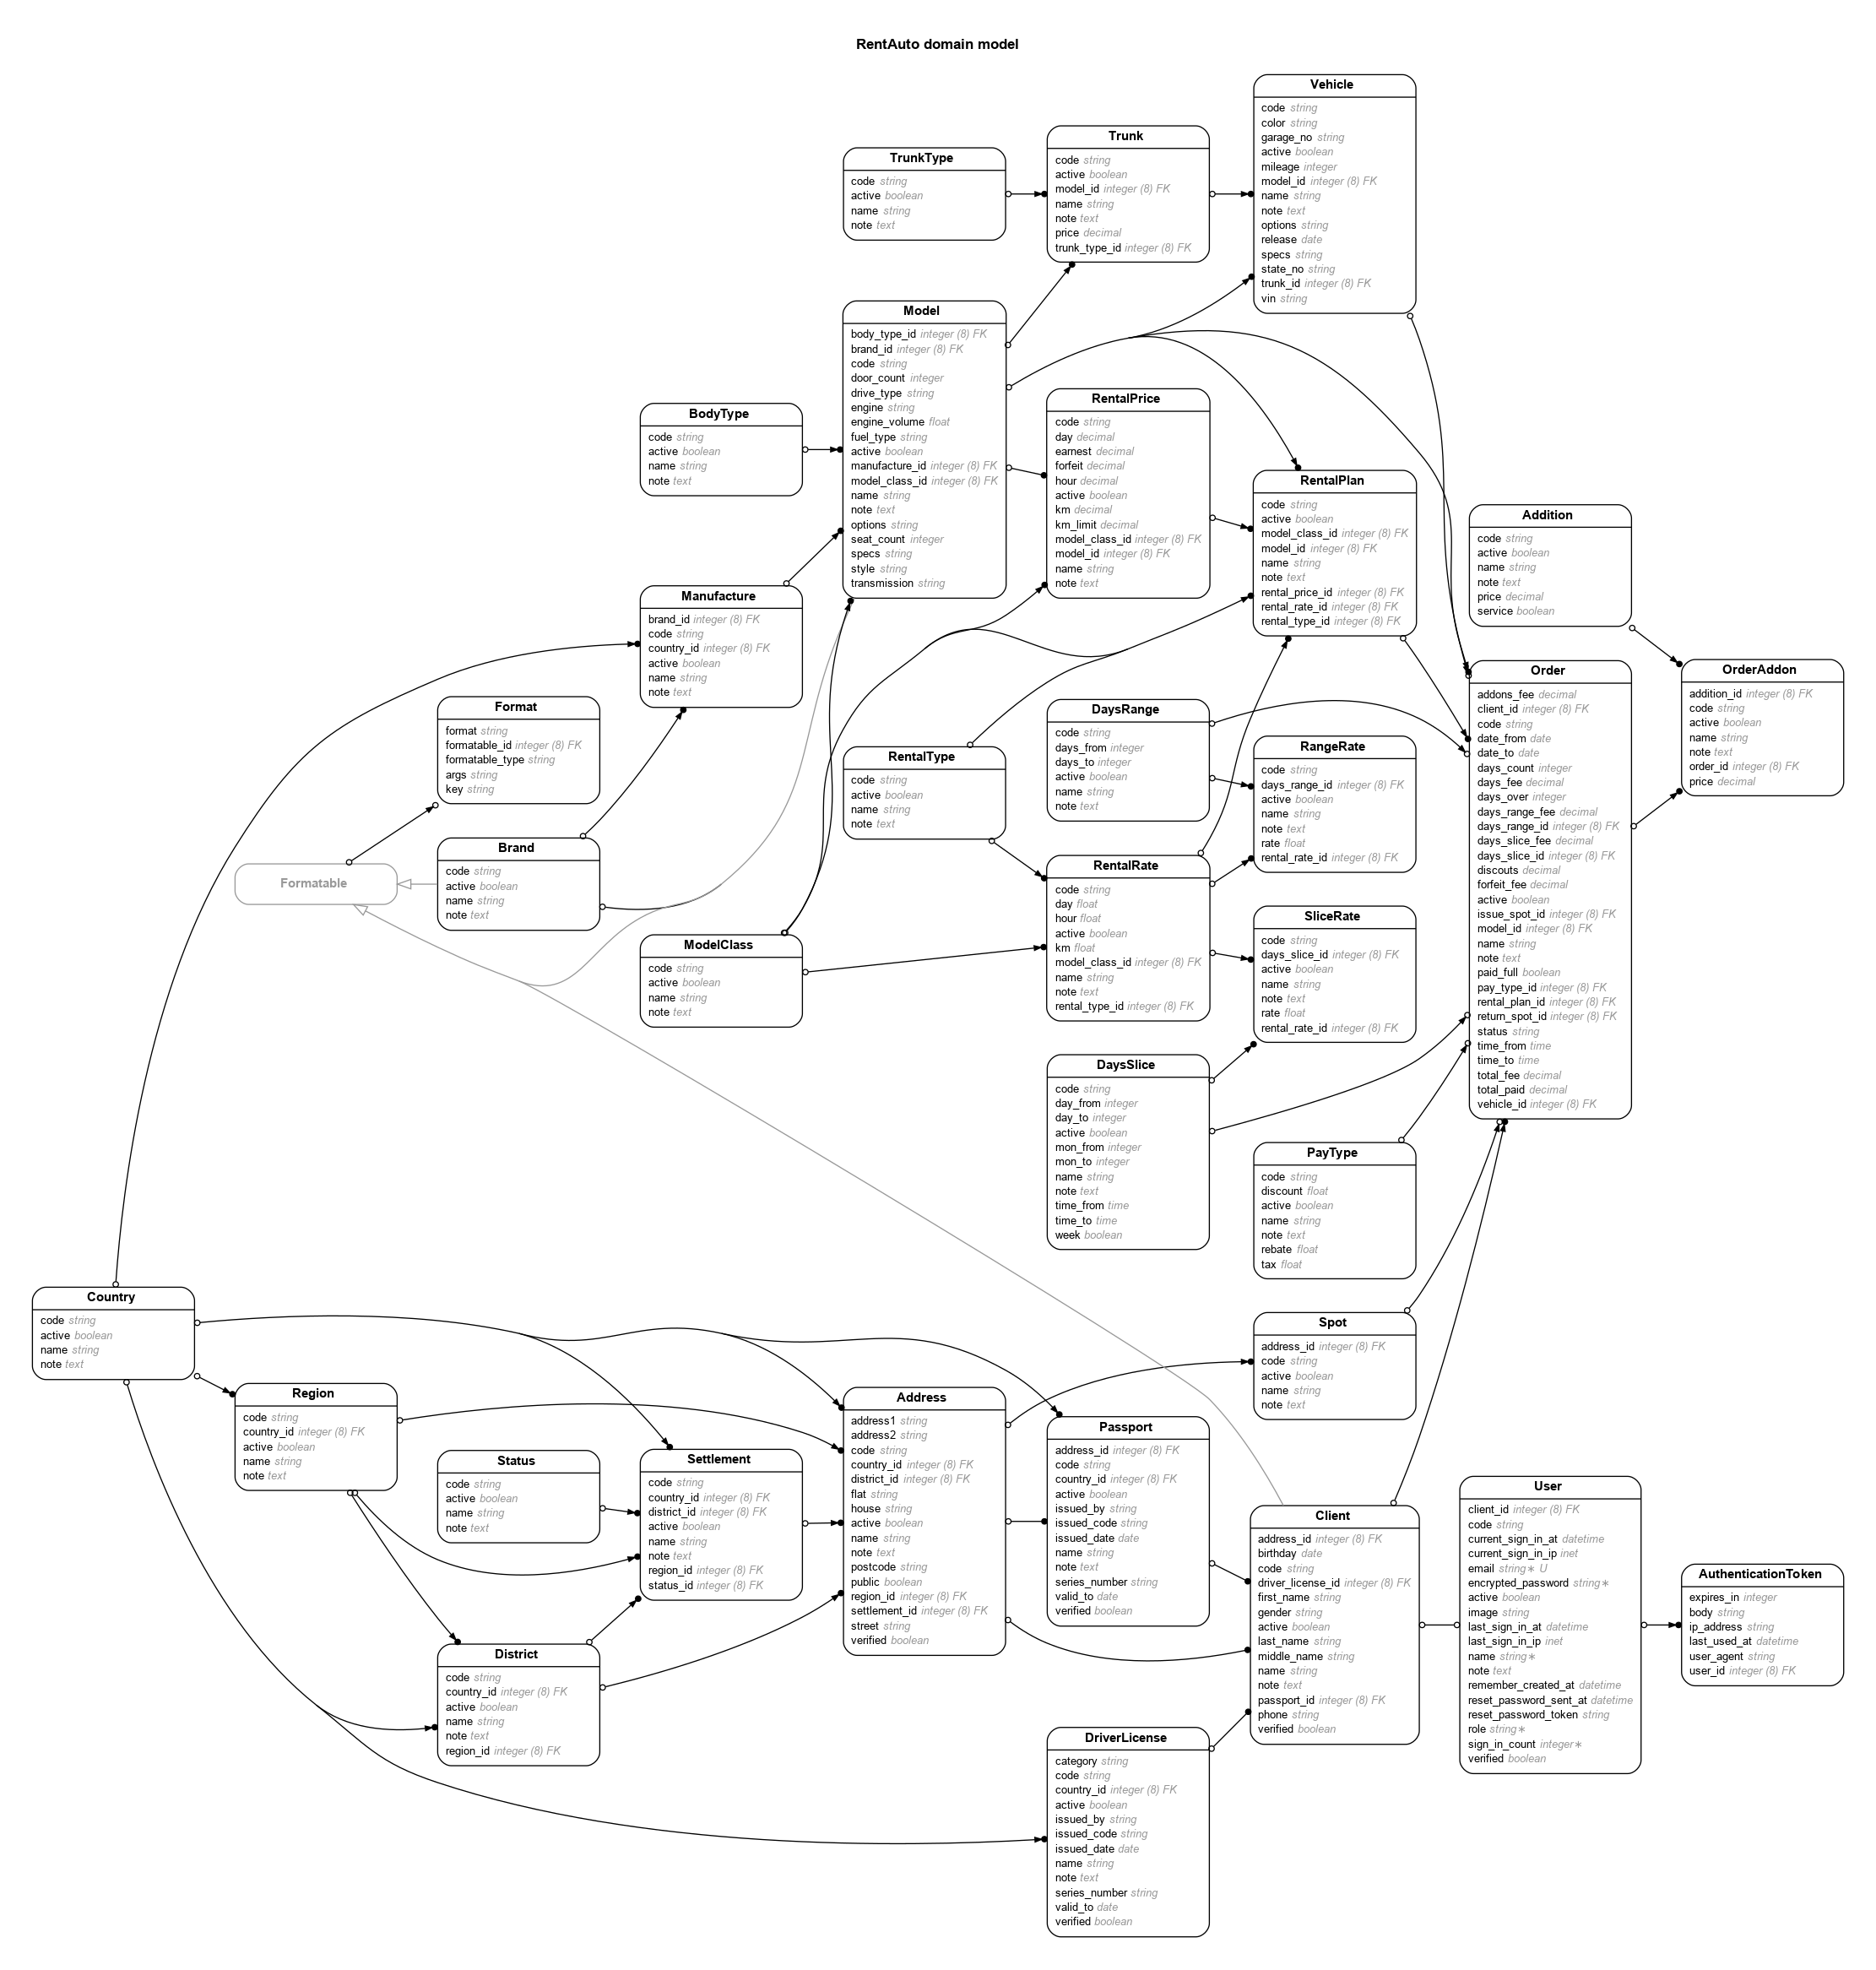 RentAuto domain model
Vehicle
code string
color string
garage_no string
active boolean
mileage integer
model_id integer (8) FK
name string
note text
options string
release date
specs string
state_no string
trunk_id integer (8) FK
vin string
Trunk
code string
active boolean
model_id integer (8) FK
name string
note text
price decimal
trunk_type_id integer (8) FK
TrunkType
code string
active boolean
name string
note text
Model
body_type_id integer (8) FK
brand_id integer (8) FK
code string
door_count integer
drive_type string
engine string
engine_volume float
fuel_type string
active boolean
manufacture_id integer (8) FK
model_class_id integer (8) FK
name string
note text
options string
seat_count integer
specs string
style string
transmission string
BodyType
code string
active boolean
name string
note text
RentalPrice
code string
day decimal
earnest decimal
forfeit decimal
hour decimal
active boolean
km decimal
km_limit decimal
model_class_id integer (8) FK
model_id integer (8) FK
name string
note text
RentalPlan
code string
active boolean
model_class_id integer (8) FK
model_id integer (8) FK
name string
note text
rental_price_id integer (8) FK
rental_rate_id integer (8) FK
rental_type_id integer (8) FK
Addition
code string
active boolean
name string
note text
price decimal
service boolean
Manufacture
brand_id integer (8) FK
code string
country_id integer (8) FK
active boolean
name string
note text
Order
addons_fee decimal
client_id integer (8) FK
code string
date_from date
date_to date
days_count integer
days_fee decimal
days_over integer
days_range_fee decimal
days_range_id integer (8) FK
days_slice_fee decimal
days_slice_id integer (8) FK
discouts decimal
forfeit_fee decimal
active boolean
issue_spot_id integer (8) FK
model_id integer (8) FK
name string
note text
paid_full boolean
pay_type_id integer (8) FK
rental_plan_id integer (8) FK
return_spot_id integer (8) FK
status string
time_from time
time_to time
total_fee decimal
total_paid decimal
vehicle_id integer (8) FK
OrderAddon
addition_id integer (8) FK
code string
active boolean
name string
note text
order_id integer (8) FK
price decimal
Format
format string
formatable_id integer (8) FK
formatable_type string
args string
key string
DaysRange
code string
days_from integer
days_to integer
active boolean
name string
note text
RentalType
code string
active boolean
name string
note text
RangeRate
code string
days_range_id integer (8) FK
active boolean
name string
note text
rate float
rental_rate_id integer (8) FK
Formatable
Brand
code string
active boolean
name string
note text
RentalRate
code string
day float
hour float
active boolean
km float
model_class_id integer (8) FK
name string
note text
rental_type_id integer (8) FK
ModelClass
code string
active boolean
name string
note text
SliceRate
code string
days_slice_id integer (8) FK
active boolean
name string
note text
rate float
rental_rate_id integer (8) FK
DaysSlice
code string
day_from integer
day_to integer
active boolean
mon_from integer
mon_to integer
name string
note text
time_from time
time_to time
week boolean
PayType
code string
discount float
active boolean
name string
note text
rebate float
tax float
Country
code string
active boolean
name string
note text
Spot
address_id integer (8) FK
code string
active boolean
name string
note text
Region
code string
country_id integer (8) FK
active boolean
name string
note text
Status
code string
active boolean
name string
note text
Settlement
code string
country_id integer (8) FK
district_id integer (8) FK
active boolean
name string
note text
region_id integer (8) FK
status_id integer (8) FK
Address
address1 string
address2 string
code string
country_id integer (8) FK
district_id integer (8) FK
flat string
house string
active boolean
name string
note text
postcode string
public boolean
region_id integer (8) FK
settlement_id integer (8) FK
street string
verified boolean
Passport
address_id integer (8) FK
code string
country_id integer (8) FK
active boolean
issued_by string
issued_code string
issued_date date
name string
note text
series_number string
valid_to date
verified boolean
Client
address_id integer (8) FK
birthday date
code string
driver_license_id integer (8) FK
first_name string
gender string
active boolean
last_name string
middle_name string
name string
note text
passport_id integer (8) FK
phone string
verified boolean
User
client_id integer (8) FK
code string
current_sign_in_at datetime
current_sign_in_ip inet
email string∗ U
encrypted_password string∗
active boolean
image string
last_sign_in_at datetime
last_sign_in_ip inet
name string∗
note text
remember_created_at datetime
reset_password_sent_at datetime
reset_password_token string
role string∗
sign_in_count integer∗
verified boolean
AuthenticationToken
expires_in integer
body string
ip_address string
last_used_at datetime
user_agent string
user_id integer (8) FK
District
code string
country_id integer (8) FK
active boolean
name string
note text
region_id integer (8) FK
DriverLicense
category string
code string
country_id integer (8) FK
active boolean
issued_by string
issued_code string
issued_date date
name string
note text
series_number string
valid_to date
verified boolean